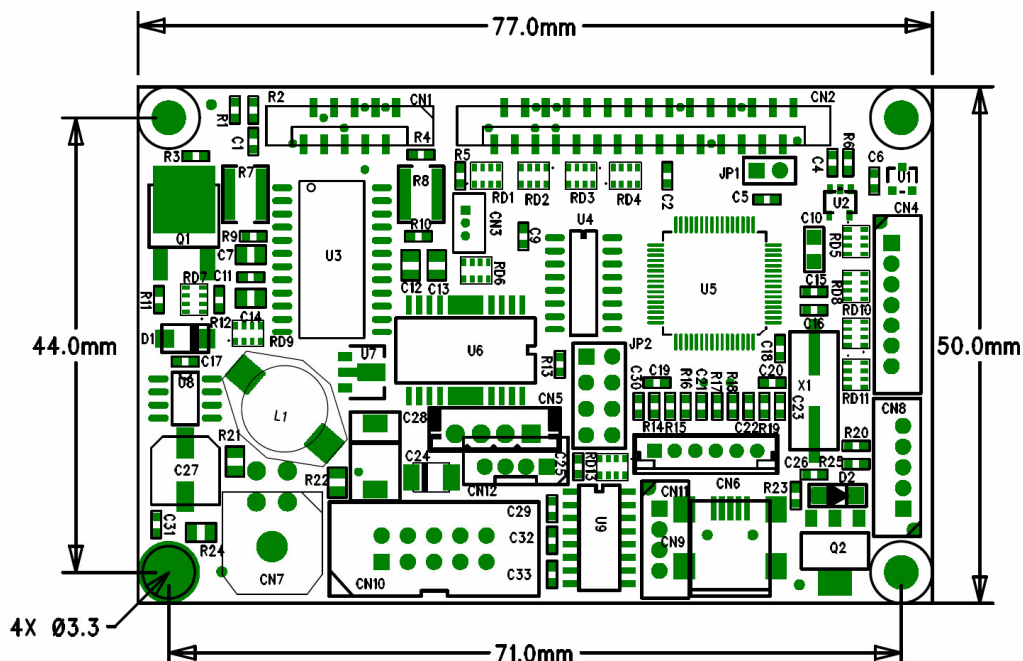 77.0mm
R2
CN1
CN2
R1
C1
R4
R3
R5
R6
C4
C6
U1
JP1
R7
R8
RD1
RD2
RD3
RD4
C2
C5
U2
CN4
C10
U4
CN3
R10
C9
Q1
R9
C7
U3
RD5
RD7
C11
RD6
C12
C13
U5
C15
RD8
R11
R12
C14
C16
RD10
D1
RD9
44.0mm
50.0mm
C17
U7
U6
R13
JP2
C18
U8
C30
C19
R16
C21
R17
R18
C20
X1
RD11
L1
C28
CN5
R14
R15
C22
R19
C23
CN8
R21
C27
C24
C25
RD13
R20
R22
CN12
C26
R25
CN11
CN6
R23
D2
C31
R24
C29
U9
C32
CN9
Q2
CN7
CN10
C33
4X Ø3.3
71.0mm